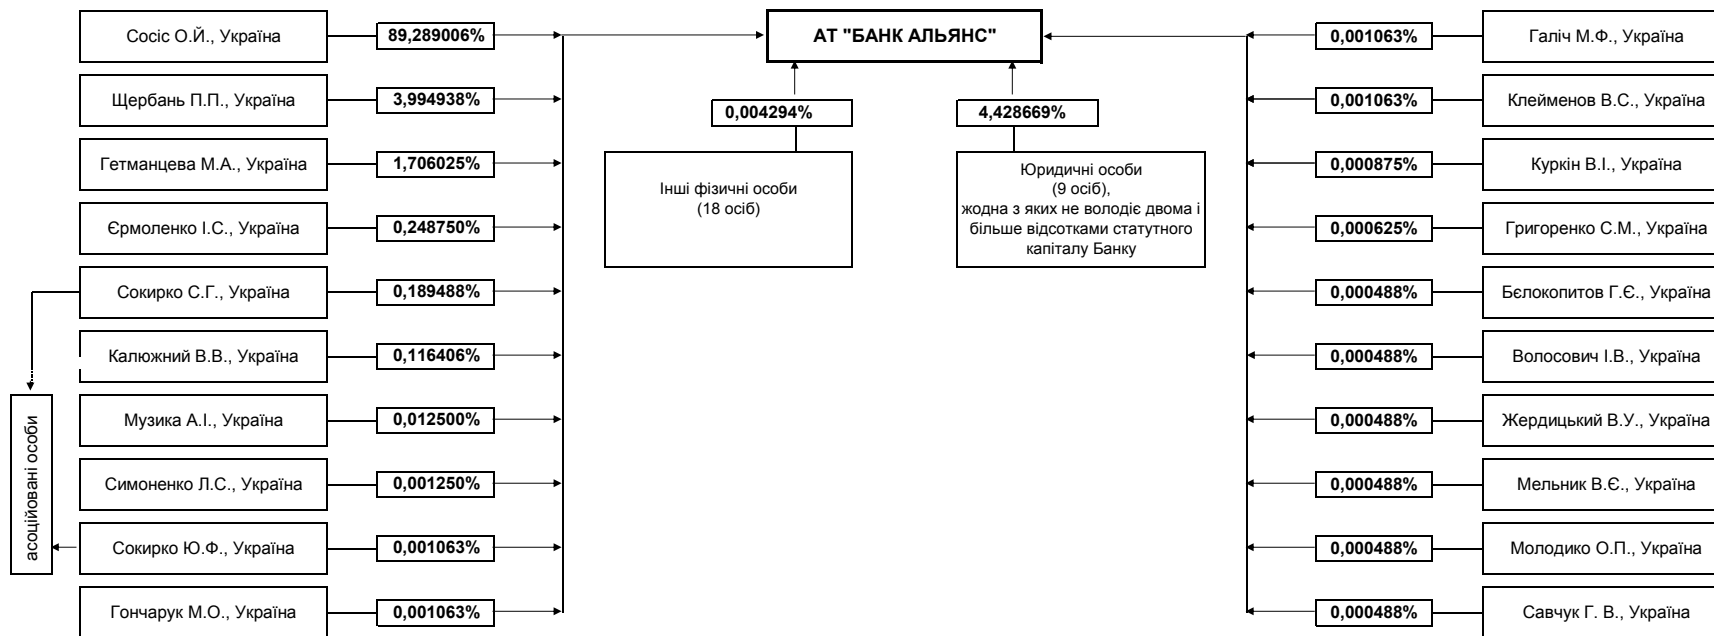 Сосіс О.Й., Україна
89,289006%
АТ "БАНК АЛЬЯНС"
0,001063%
Галіч М.Ф., Україна
Щербань П.П., Україна
3,994938%
0,004294%
4,428669%
0,001063%
Клейменов В.С., Україна
Гетманцева М.А., Україна
1,706025%
Інші фізичні особи
(18 осіб)
Юридичні особи
(9 осіб),
жодна з яких не володіє двома і
більше відсотками статутного
капіталу Банку
0,000875%
Куркін В.І., Україна
Єрмоленко І.С., Україна
0,248750%
0,000625%
Григоренко С.М., Україна
Сокирко С.Г., Україна
0,189488%
0,000488%
Бєлокопитов Г.Є., Україна
Калюжний В.В., Україна
0,116406%
0,000488%
Волосович І.В., Україна
асоційовані особи
Музика А.І., Україна
0,012500%
0,000488%
Жердицький В.У., Україна
Симоненко Л.С., Україна
0,001250%
0,000488%
Мельник В.Є., Україна
Сокирко Ю.Ф., Україна
0,001063%
0,000488%
Молодико О.П., Україна
Гончарук М.О., Україна
0,001063%
0,000488%
Савчук Г. В., Україна